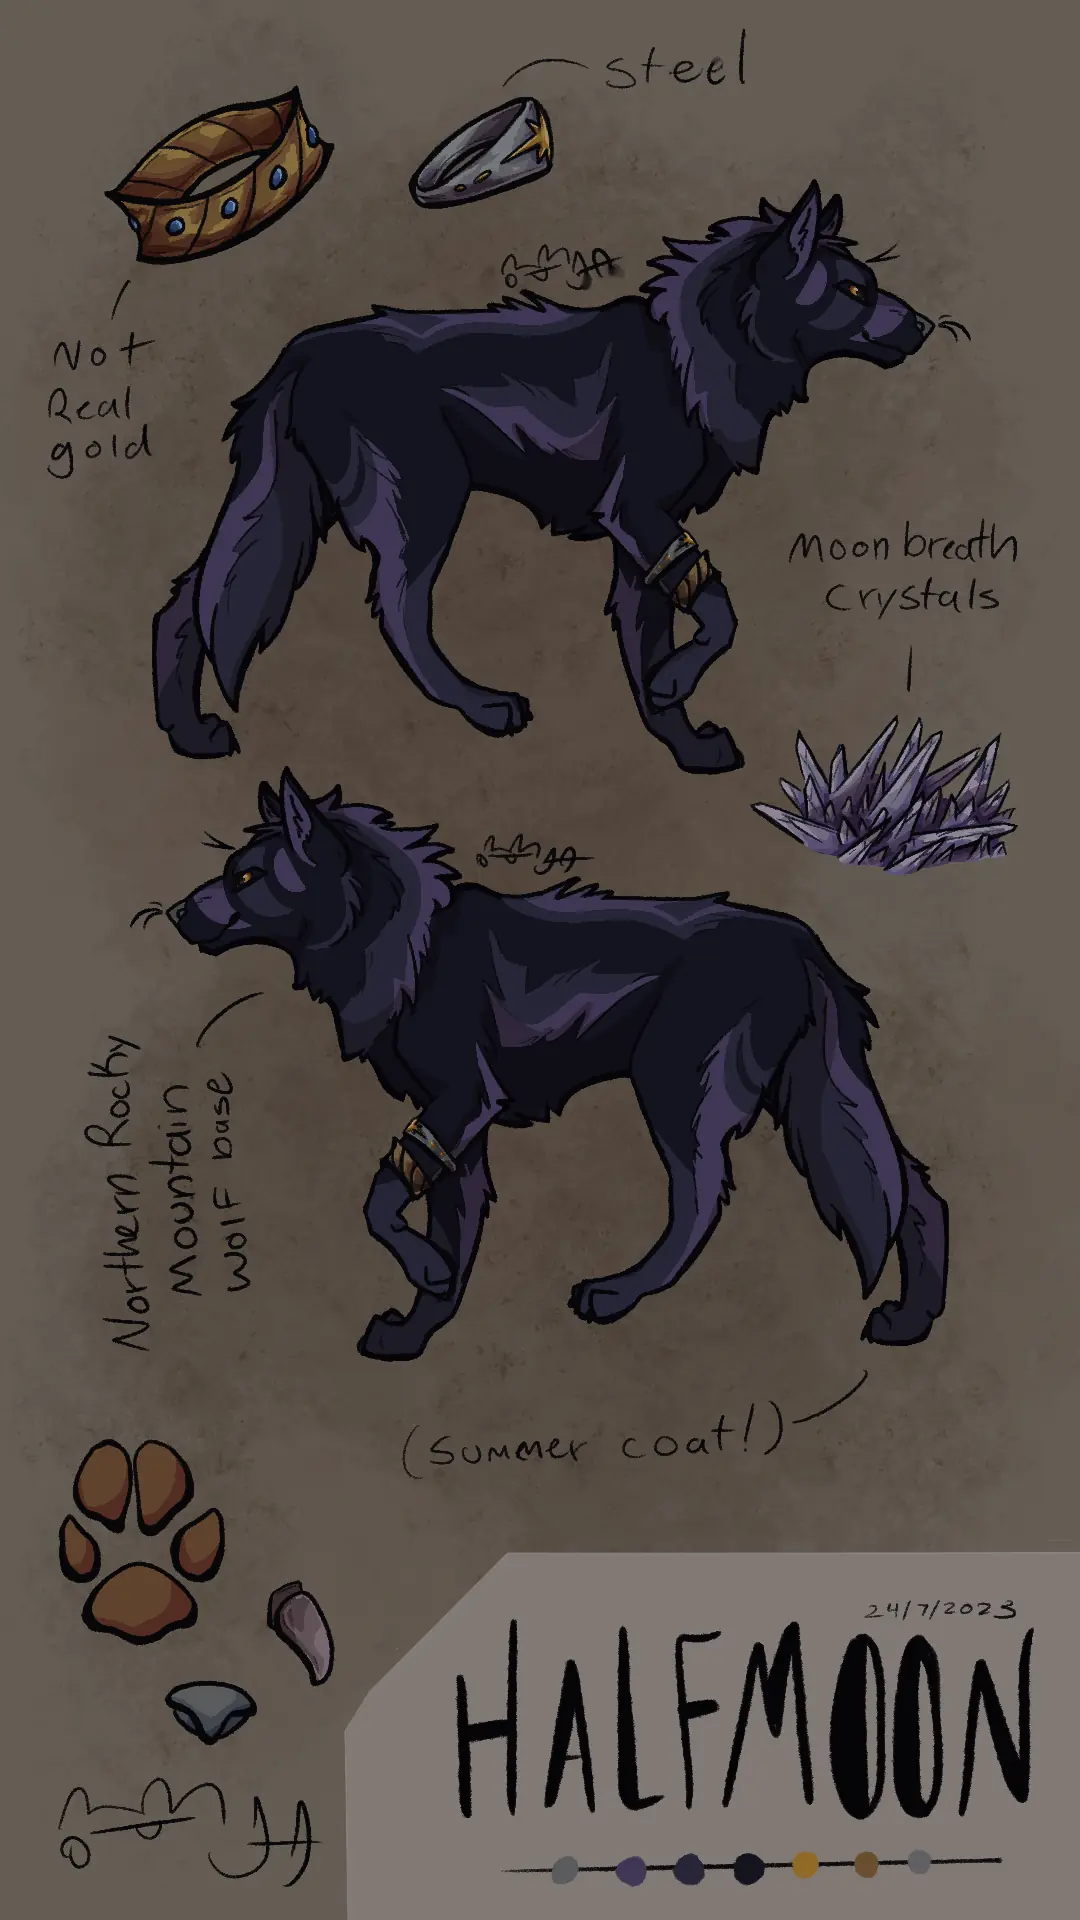 steel
Not
Real
gold
Moon breath
crystals
Northern Rocky
Mountain
Wolf base
(summer coat!)
24/7/2023
HALFMOON